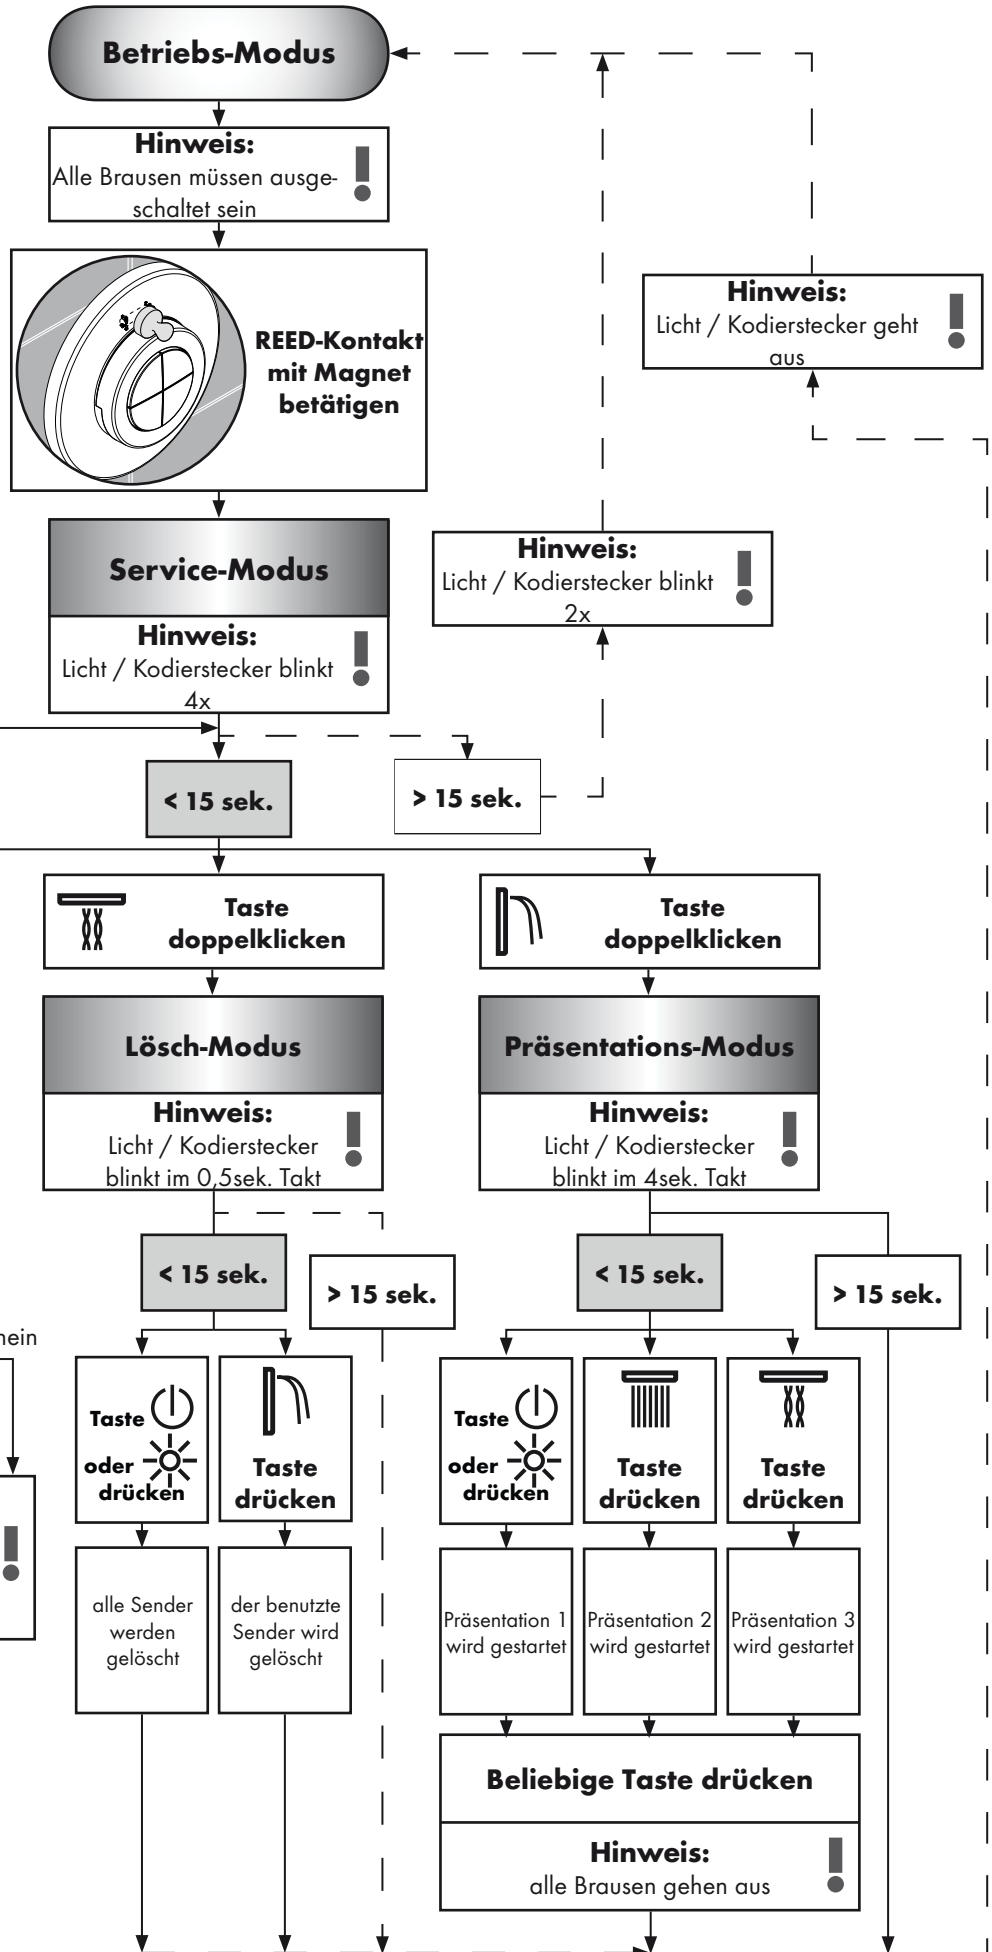 Betriebs-Modus
Hinweis:
Alle Brausen müssen ausge-
schaltet sein
REED-Kontakt
mit Magnet
betätigen
Hinweis:
Licht / Kodierstecker geht
aus
Service-Modus
Hinweis:
Licht / Kodierstecker blinkt
4x
Hinweis:
Licht / Kodierstecker blinkt
2x
< 15 sek.
> 15 sek.
Taste
doppelklicken
Taste
doppelklicken
Lösch-Modus
Hinweis:
Licht / Kodierstecker
blinkt im 0,5sek. Takt
Präsentations-Modus
Hinweis:
Licht / Kodierstecker
blinkt im 4sek. Takt
< 15 sek.
> 15 sek.
< 15 sek.
> 15 sek.
Taste
oder
drücken
Taste
drücken
Taste
oder
drücken
Taste
drücken
Taste
drücken
alle Sender
werden
gelöscht
der benutzte
Sender wird
gelöscht
Präsentation 1
wird gestartet
Präsentation 2
wird gestartet
Präsentation 3
wird gestartet
Beliebige Taste drücken
Hinweis:
alle Brausen gehen aus